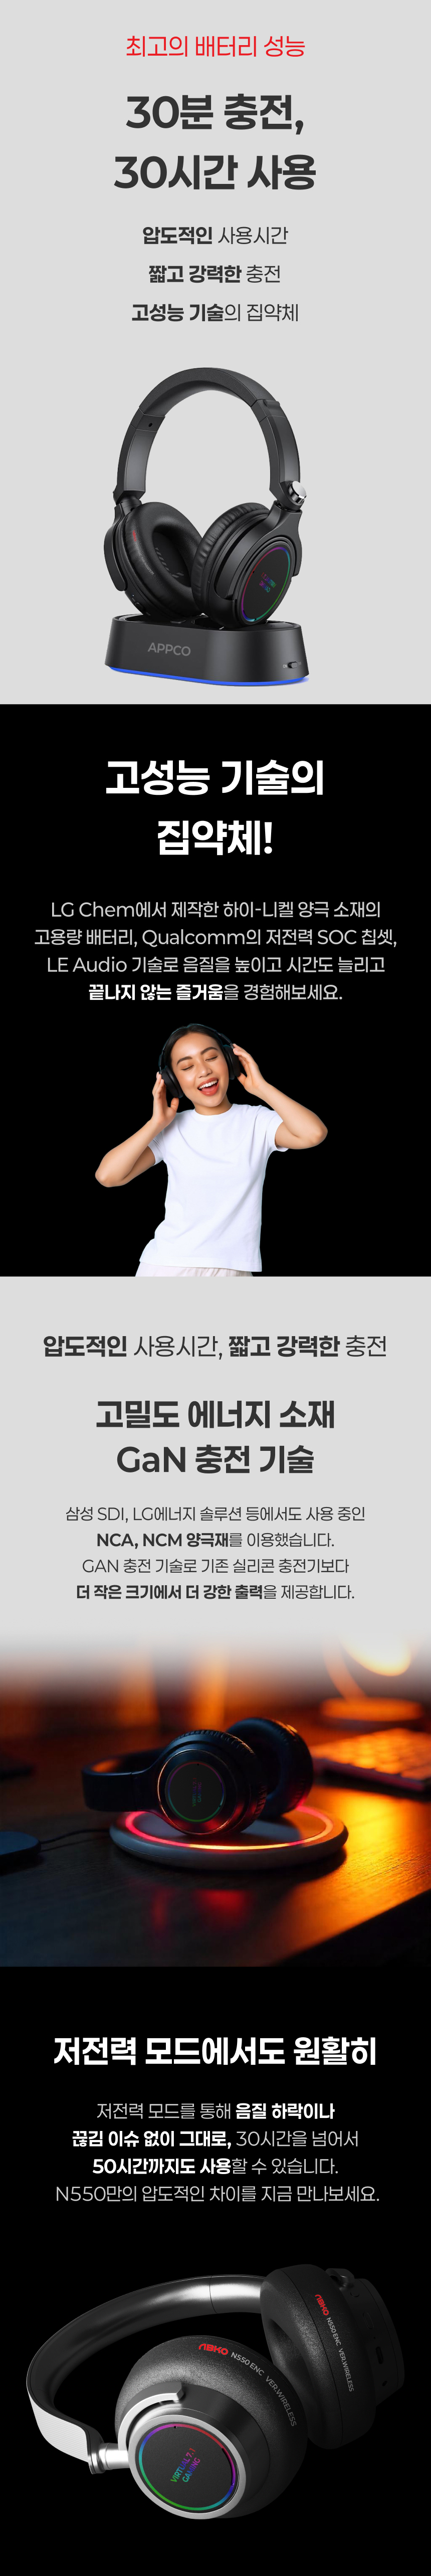 최고의 배터리 성능
30분 충전,
30시간 사용
압도적인 사용시간
짧고 강력한 충전
고성능 기술의 집약체
APPCO
고성능 기술의
집약체!
LG Chem에서 제작한 하이-니켈 양극 소재의
고용량 배터리, Qualcomm의 저전력 SOC 칩셋,
LE Audio 기술로 음질을 높이고 시간도 늘리고
끝나지 않는 즐거움을 경험해보세요.
압도적인 사용시간, 짧고 강력한 충전
고밀도 에너지 소재
GaN 충전 기술
삼성 SDI, LG에너지 솔루션 등에서도 사용 중인
NCA, NCM 양극재를 이용했습니다.
GAN 충전 기술로 기존 실리콘 충전기보다
더 작은 크기에서 더 강한 출력을 제공합니다.
저전력 모드에서도 원활히
저전력 모드를 통해 음질 하락이나
끊김 이슈 없이 그대로, 30시간을 넘어서
50시간까지도 사용할 수 있습니다.
N550만의 압도적인 차이를 지금 만나보세요.
ABKO N550 ENC VER.WIRELESS
ABKO N550 ENC VER.WIRELESS
VIRTUAL 7.1
GAMING